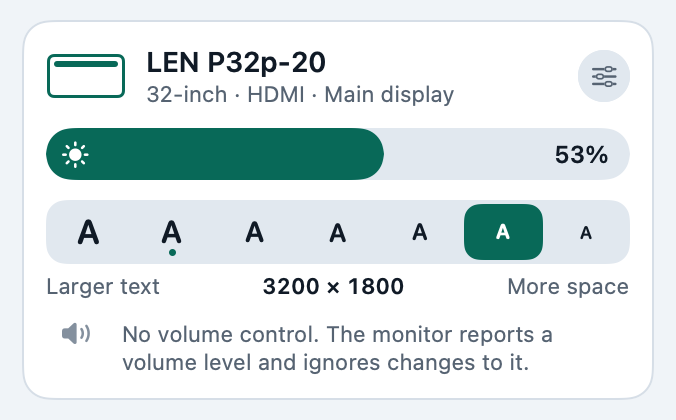 LEN P32p-20
32-inch · HDMI · Main display
53%
A A A A A A A
Larger text 3200 × 1800 More space
No volume control. The monitor reports a
volume level and ignores changes to it.